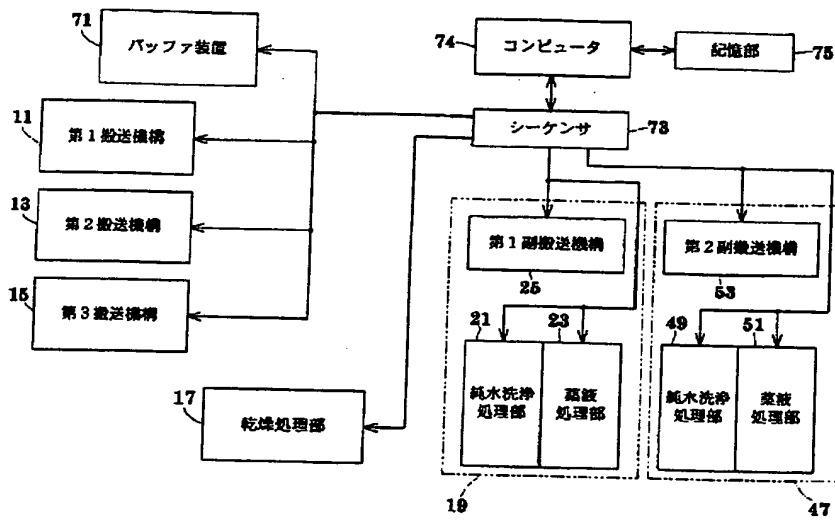 71
バッファ装置
74
コンピュータ
記憶部
75
シーケンサ
73
11
第1搬送機構
13
第2搬送機構
15
第3搬送機構
17
乾燥処理部
第1副搬送機構
25
第2副搬送機構
53
21
23
純水洗浄
処理部
薬液
処理部
49
51
純水洗浄
処理部
薬液
処理部
19
47